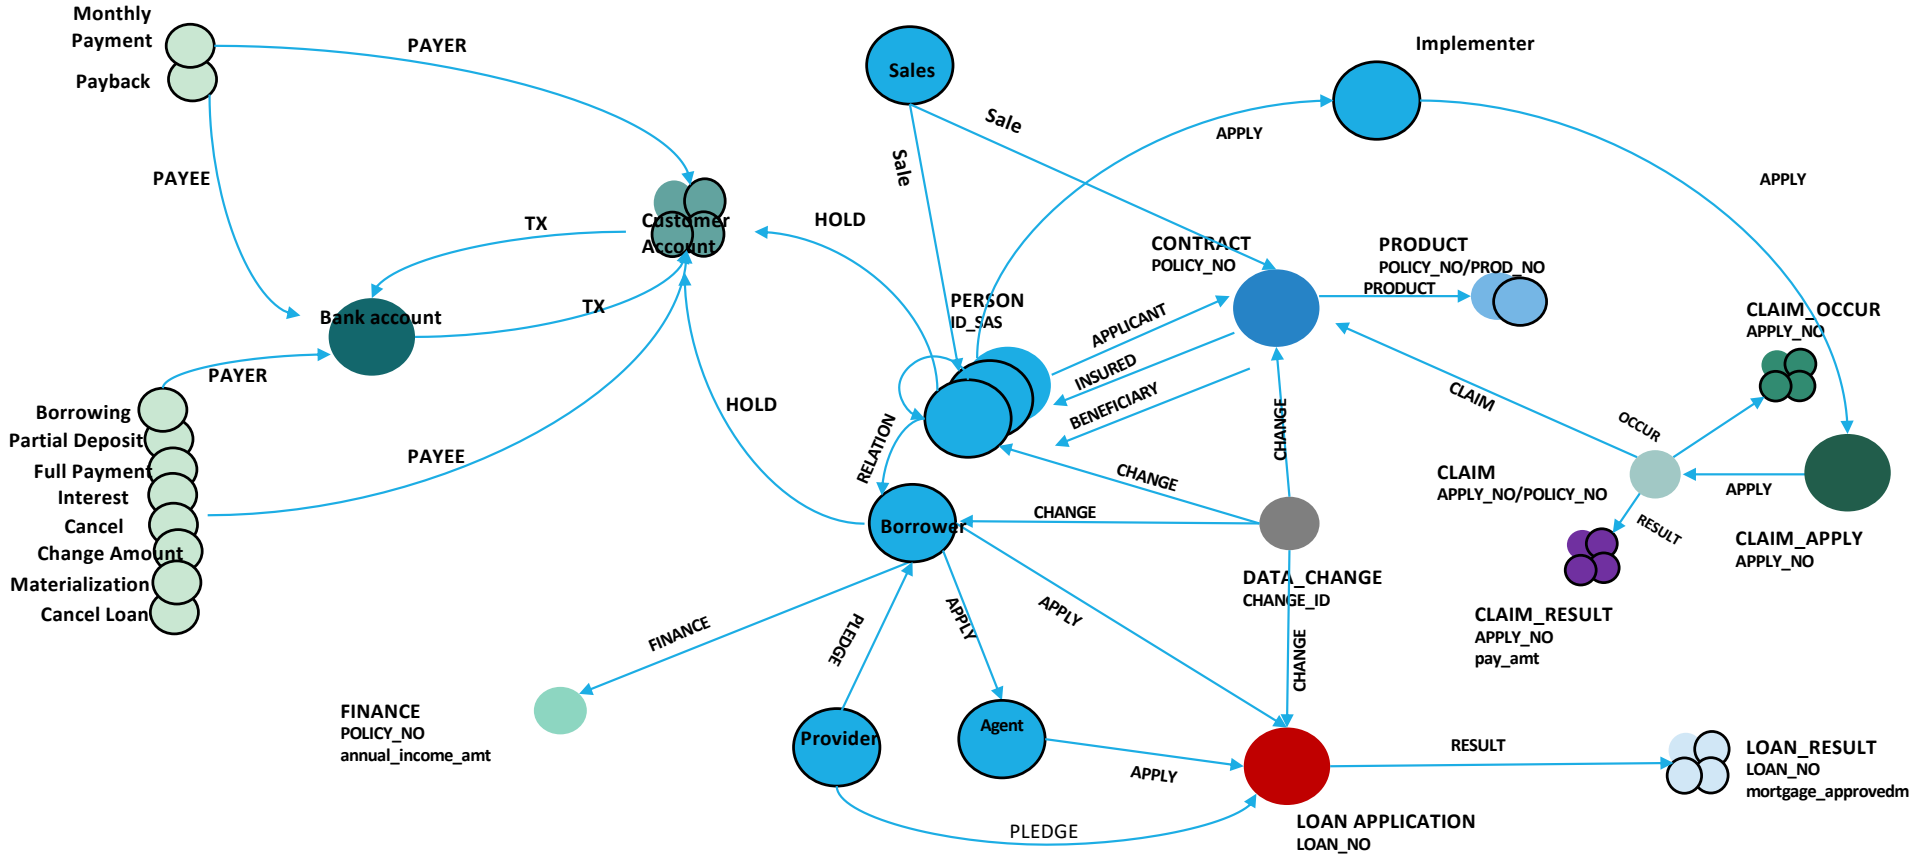 Monthly
Payment
Payback
PAYER
PAYEE
Sales
Sale
Sale
Implementer
APPLY
APPLY
Customer
Account
HOLD
TX
TX
Bank account
CONTRACT
POLICY_NO
PRODUCT
POLICY_NO/PROD_NO
PRODUCT
PERSON
ID_SAS
APPLICANT
INSURED
BENEFICIARY
CLAIM_OCCUR
APPLY_NO
PAYER
Borrowing
Partial Deposit
Full Payment
Interest
Cancel
Change Amount
Materialization
Cancel Loan
PAYEE
HOLD
RELATION
CHANGE
CHANGE
CHANGE
CLAIM
OCCUR
CLAIM
APPLY_NO/POLICY_NO
APPLY
RESULT
CLAIM_APPLY
APPLY_NO
Borrower
DATA_CHANGE
CHANGE_ID
CLAIM_RESULT
APPLY_NO
pay_amt
FINANCE
PLEDGE
APPLY
APPLY
CHANGE
FINANCE
POLICY_NO
annual_income_amt
Provider
Agent
APPLY
RESULT
LOAN_RESULT
LOAN_NO
mortgage_approvedm
PLEDGE
LOAN APPLICATION
LOAN_NO